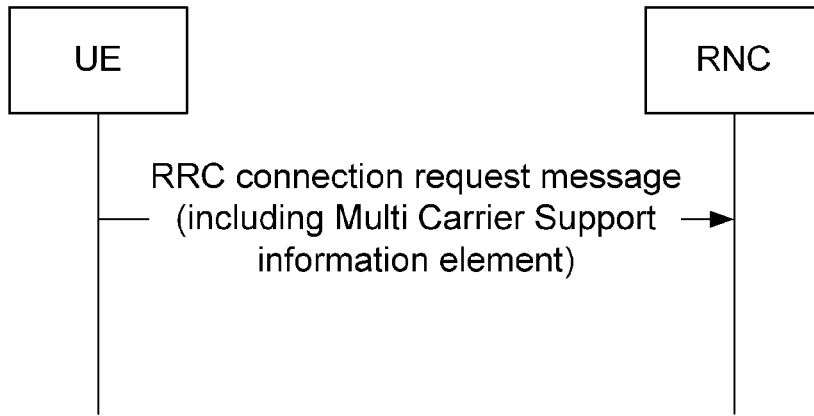 UE
RNC
RRC connection request message
(including Multi Carrier Support
information element)